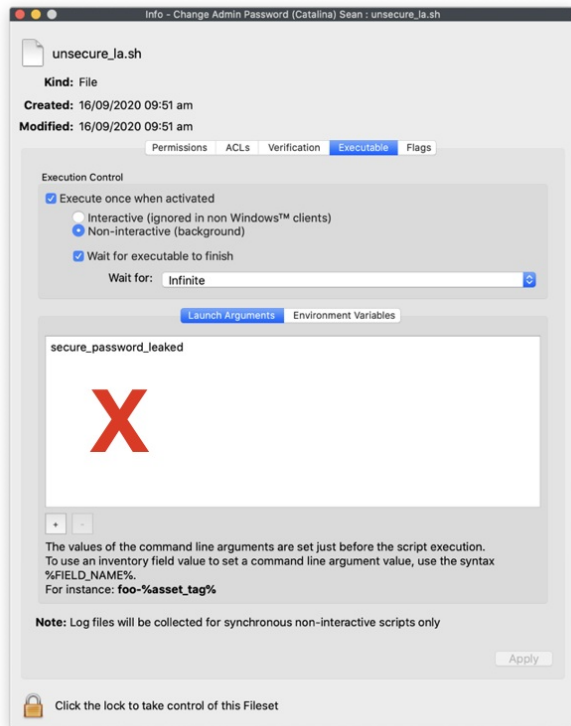 Info - Change Admin Password (Catalina) Sean : unsecure_la.sh
unsecure_la.sh
Kind: File
Created: 16/09/2020 09:51 am
Modified: 16/09/2020 09:51 am
Permissions ACLs Verification Executable Flags
Execution Control
Execute once when activated
Interactive (ignored in non Windows™ clients)
Non-interactive (background)
Wait for executable to finish
Wait for: Infinite
Launch Arguments Environment Variables
secure_password_leaked
X
+ -
The values of the command line arguments are set just before the script execution.
To use an inventory field value to set a command line argument value, use the syntax
%FIELD_NAME%.
For instance: foo-%asset_tag%
Note: Log files will be collected for synchronous non-interactive scripts only
Apply
Click the lock to take control of this Fileset